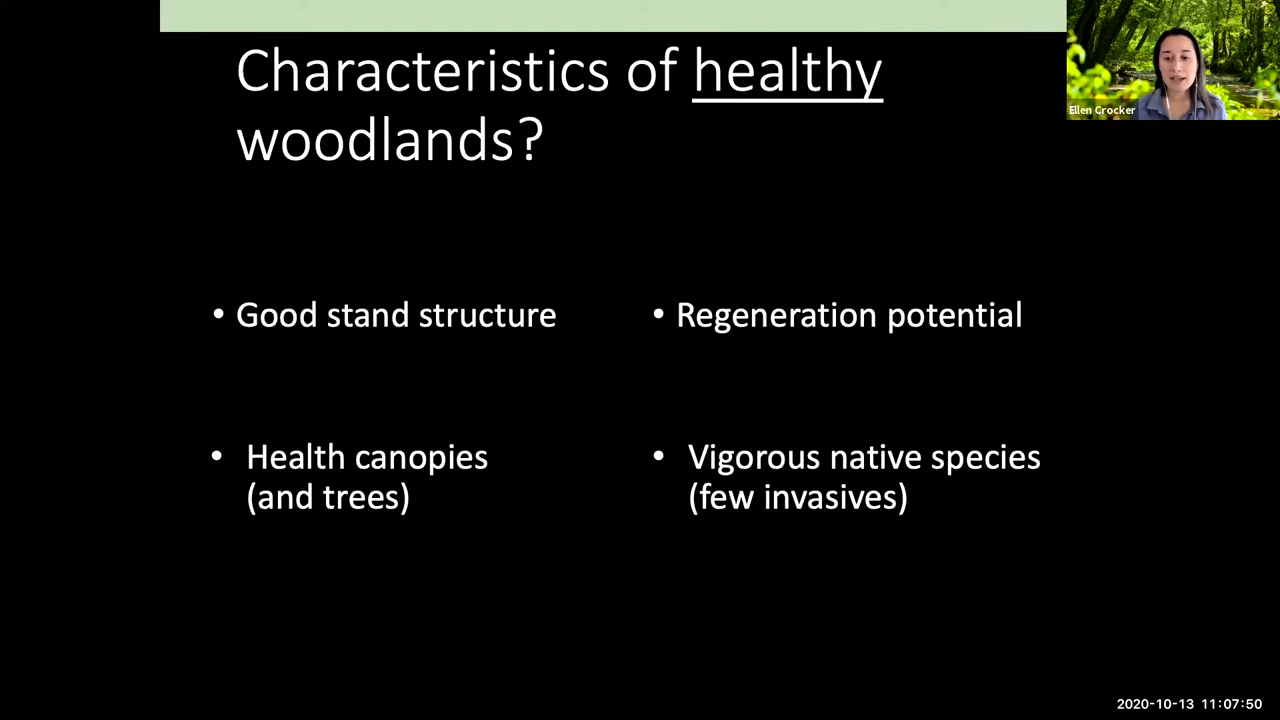 Characteristics of healthy
woodlands?
Ellen Crocker
• Good stand structure
• Health canopies
(and trees)
• Regeneration potential
• Vigorous native species
(few invasives)
2020-10-13 11:07:50